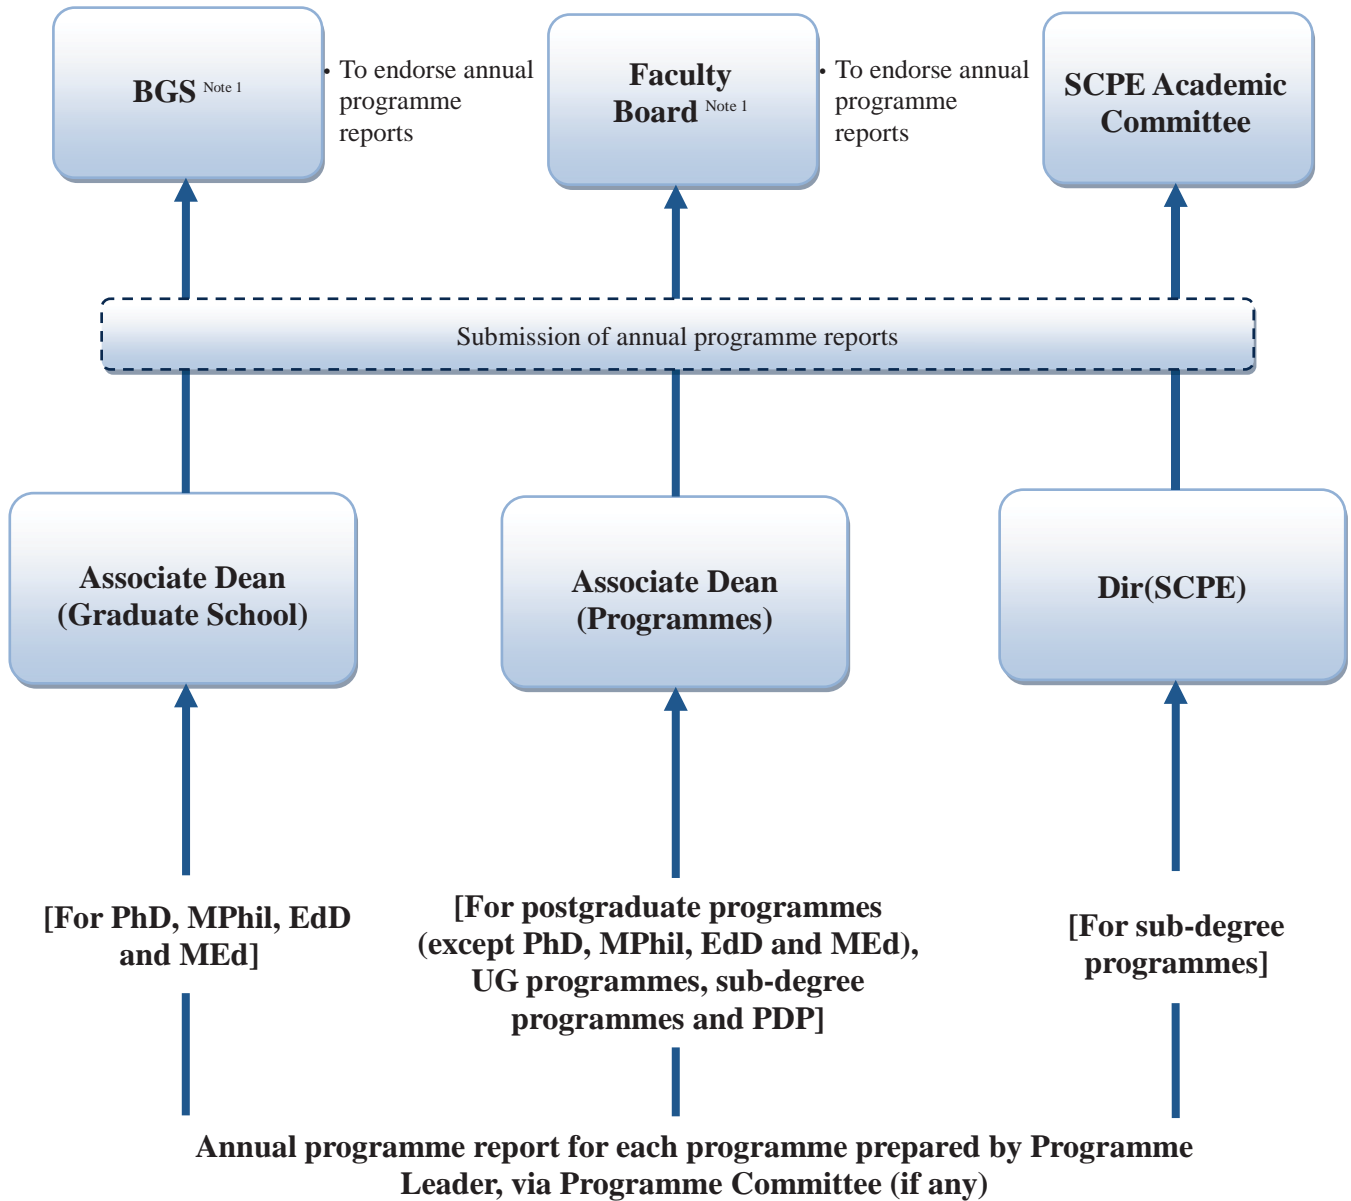 BGS Note 1
• To endorse annual
programme
reports
Faculty
Board Note 1
• To endorse annual
programme
reports
SCPE Academic
Committee
Submission of annual programme reports
Associate Dean
(Graduate School)
Associate Dean
(Programmes)
Dir(SCPE)
[For PhD, MPhil, EdD
and MEd]
[For postgraduate programmes
(except PhD, MPhil, EdD and MEd),
UG programmes, sub-degree
programmes and PDP]
[For sub-degree
programmes]
Annual programme report for each programme prepared by Programme
Leader, via Programme Committee (if any)